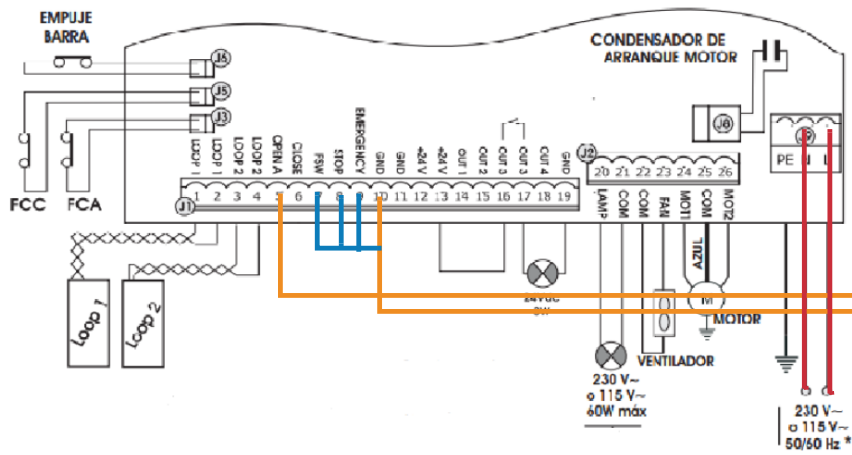 EMPUJE
BARRA
J6
J5
J3
FCC
FCA
CONDENSADOR DE
ARRANQUE MOTOR
J8
J9
PE N L
J2
LOOP 1
LOOP 1
LOOP 2
LOOP 2
OPEN A
CLOSE
FSW
STOP
EMERGENCY
GND
GND
+24 V
+24 V
OUT 1
OUT 2
OUT 3
OUT 3
OUT 4
GND
J1
1 2 3 4 5 6 7 8 9 10 11 12 13 14 15 16 17 18 19
20 21 22 23 24 25 26
LAMP
COM
COM
FAN
MOT1
COM
MOT2
AZUL
Loop 1
Loop 2
M
MOTOR
VENTILADOR
230 V~
o 115 V~
60W máx
230 V~
o 115 V~
50/60 Hz *